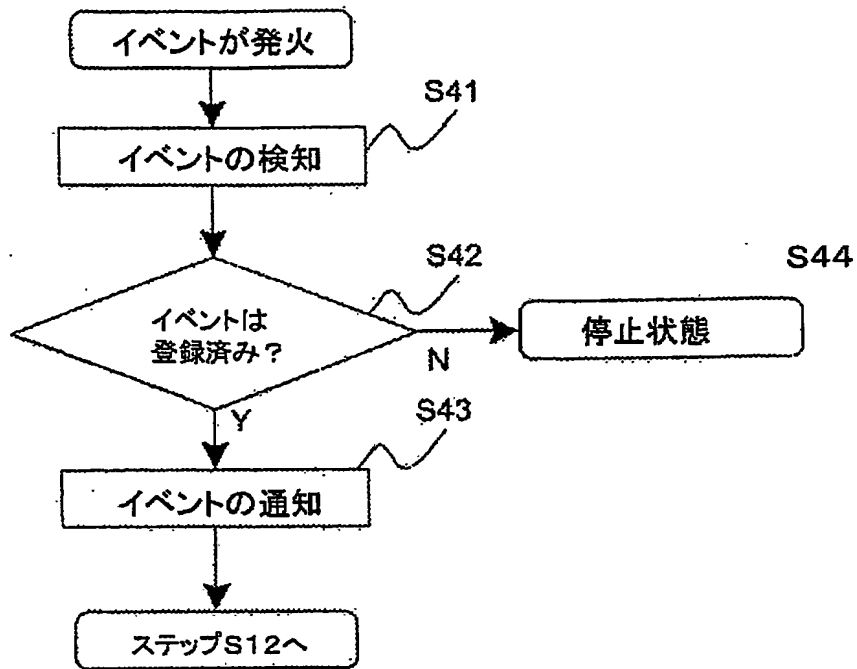 イベントが発火
S41
イベントの検知
S42
S44
イベントは
登録済み？
停止状態
N
Y
S43
イベントの通知
ステップS12へ